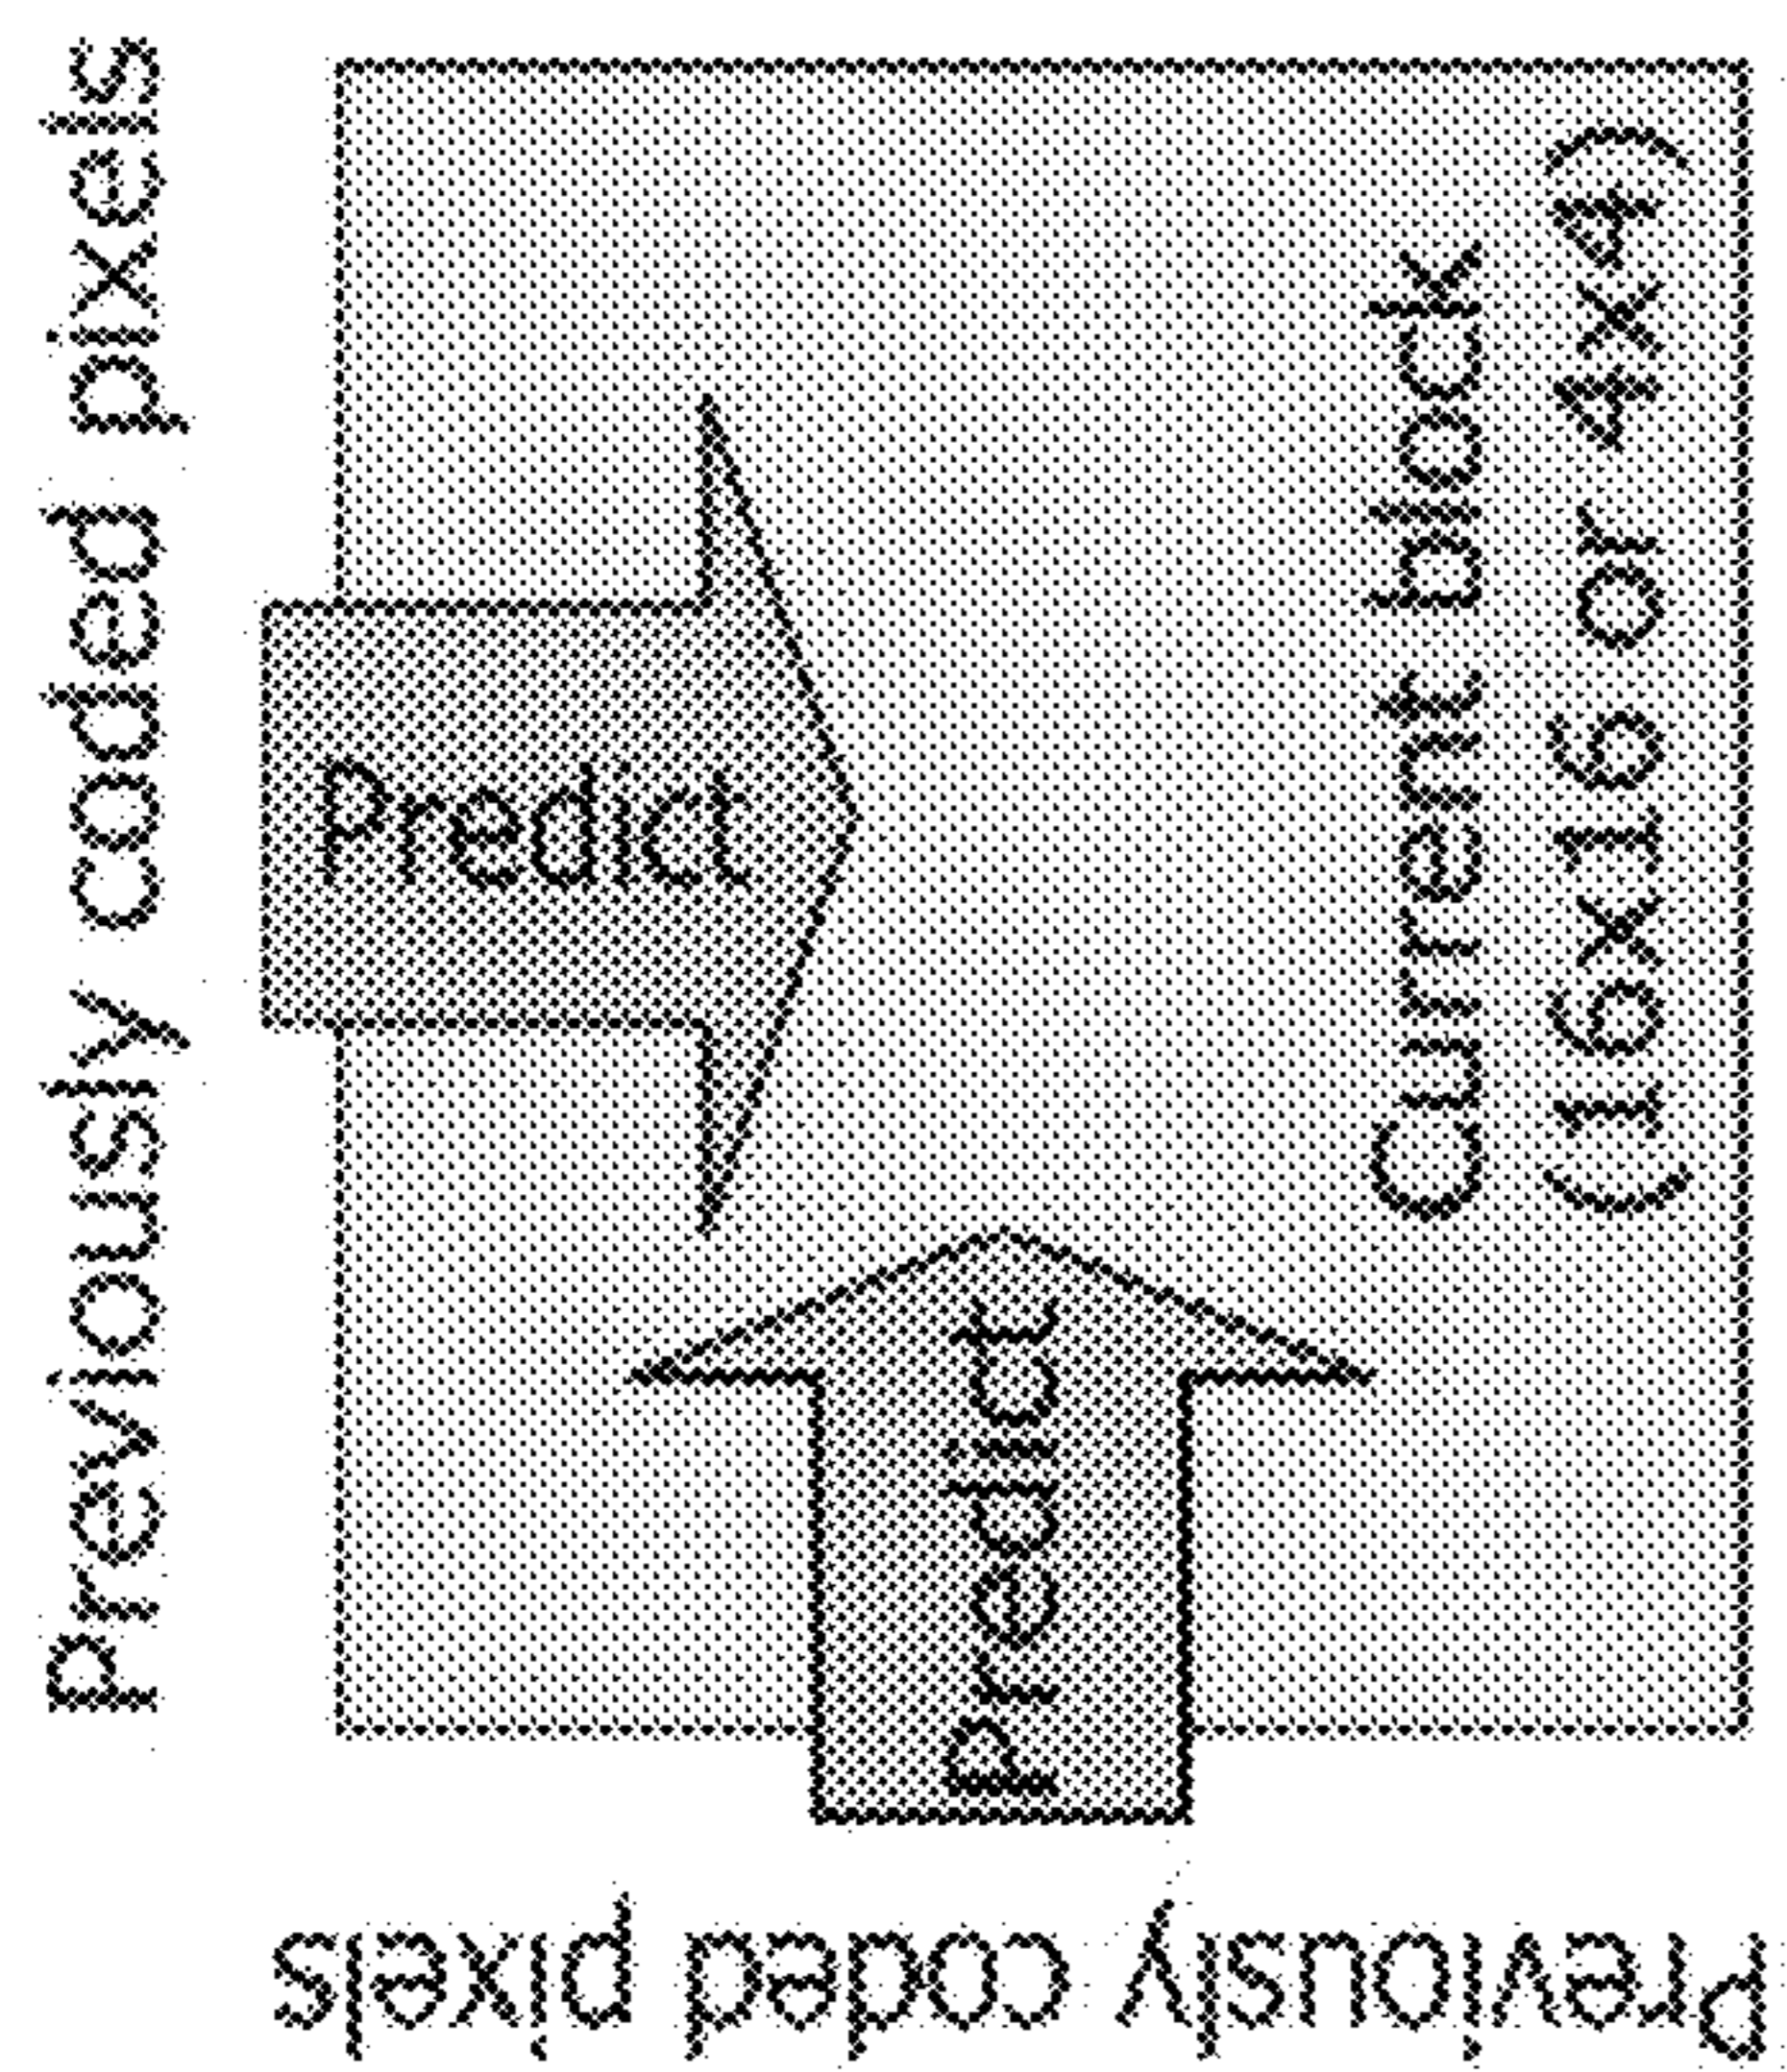 Previously coded pixels
Previously coded pixels
Predict
Predict
Current block
(16x16 or 4x4)